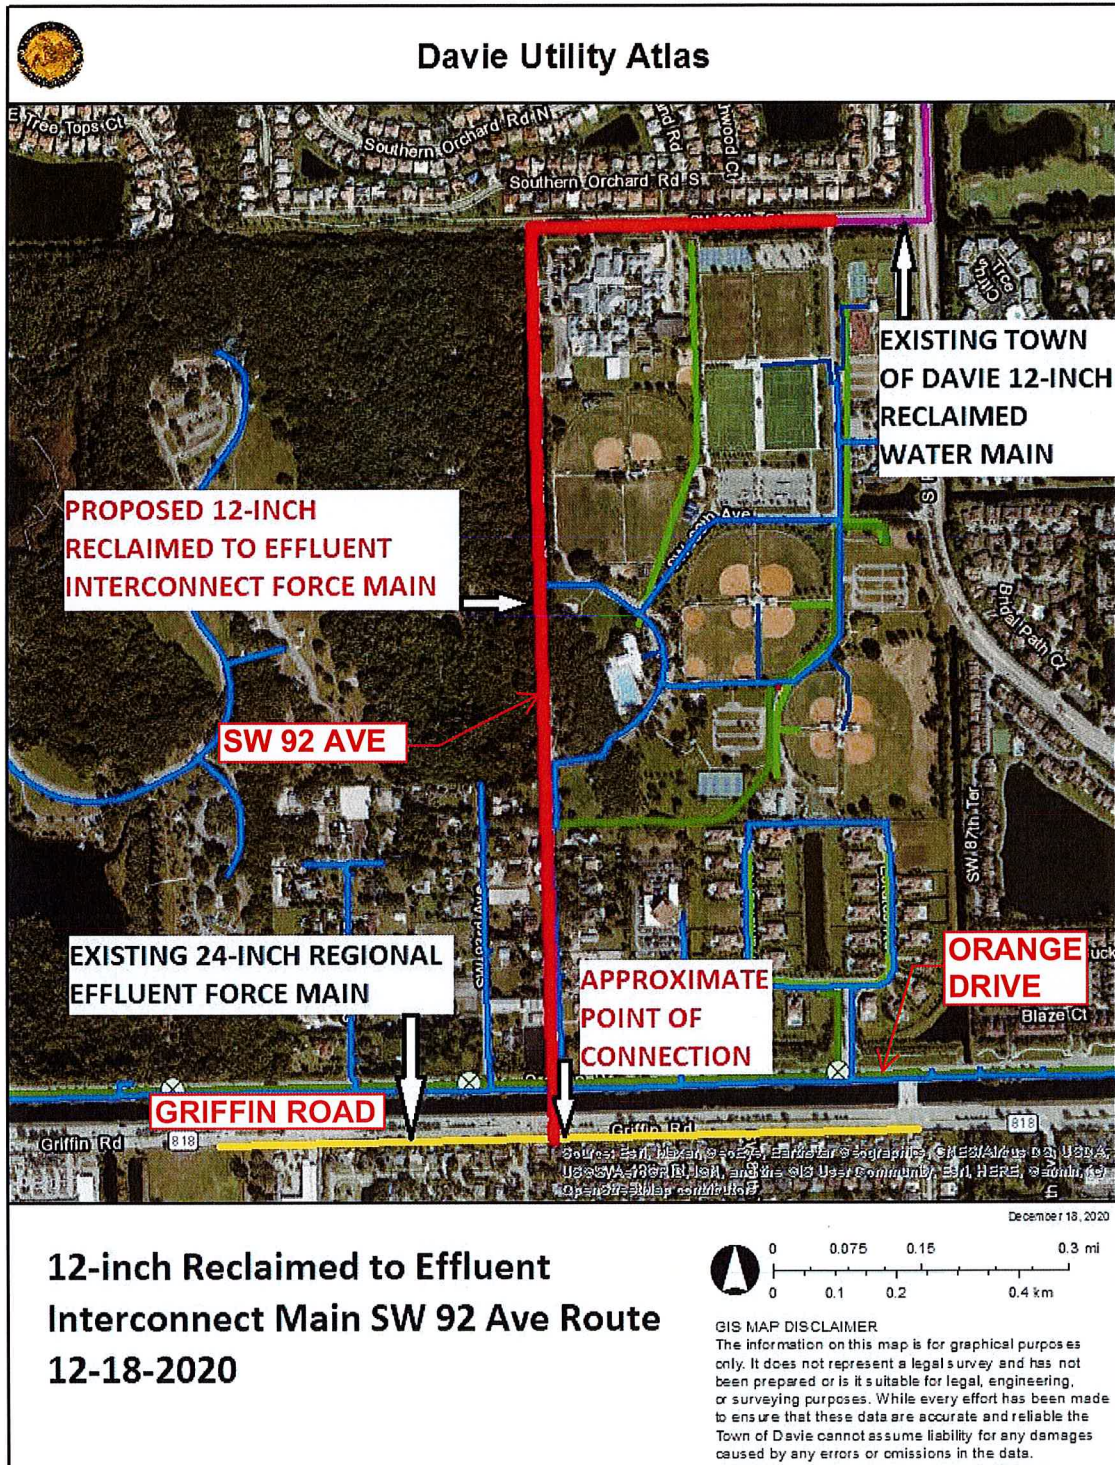 Davie Utility Atlas
E Tree Tops Ct
Southern Orchard Rd N
Southern Orchard Rd S
EXISTING TOWN
OF DAVIE 12-INCH
RECLAIMED
WATER MAIN
PROPOSED 12-INCH
RECLAIMED TO EFFLUENT
INTERCONNECT FORCE MAIN
Bridal Path Ct
SW 92 AVE
SW 87th Ter
SW 93rd Ave
EXISTING 24-INCH REGIONAL
EFFLUENT FORCE MAIN
APPROXIMATE
POINT OF
CONNECTION
ORANGE
DRIVE
Blaze Ct
GRIFFIN ROAD
Griffin Rd
818
Griffin Rd
818
December 18, 2020
12-inch Reclaimed to Effluent
Interconnect Main SW 92 Ave Route
12-18-2020
0 0.075 0.15 0.3 mi
0 0.1 0.2 0.4 km
GIS MAP DISCLAIMER
The information on this map is for graphical purposes
only. It does not represent a legal survey and has not
been prepared or is it suitable for legal, engineering,
or surveying purposes. While every effort has been made
to ensure that these data are accurate and reliable the
Town of Davie cannot assume liability for any damages
caused by any errors or omissions in the data.